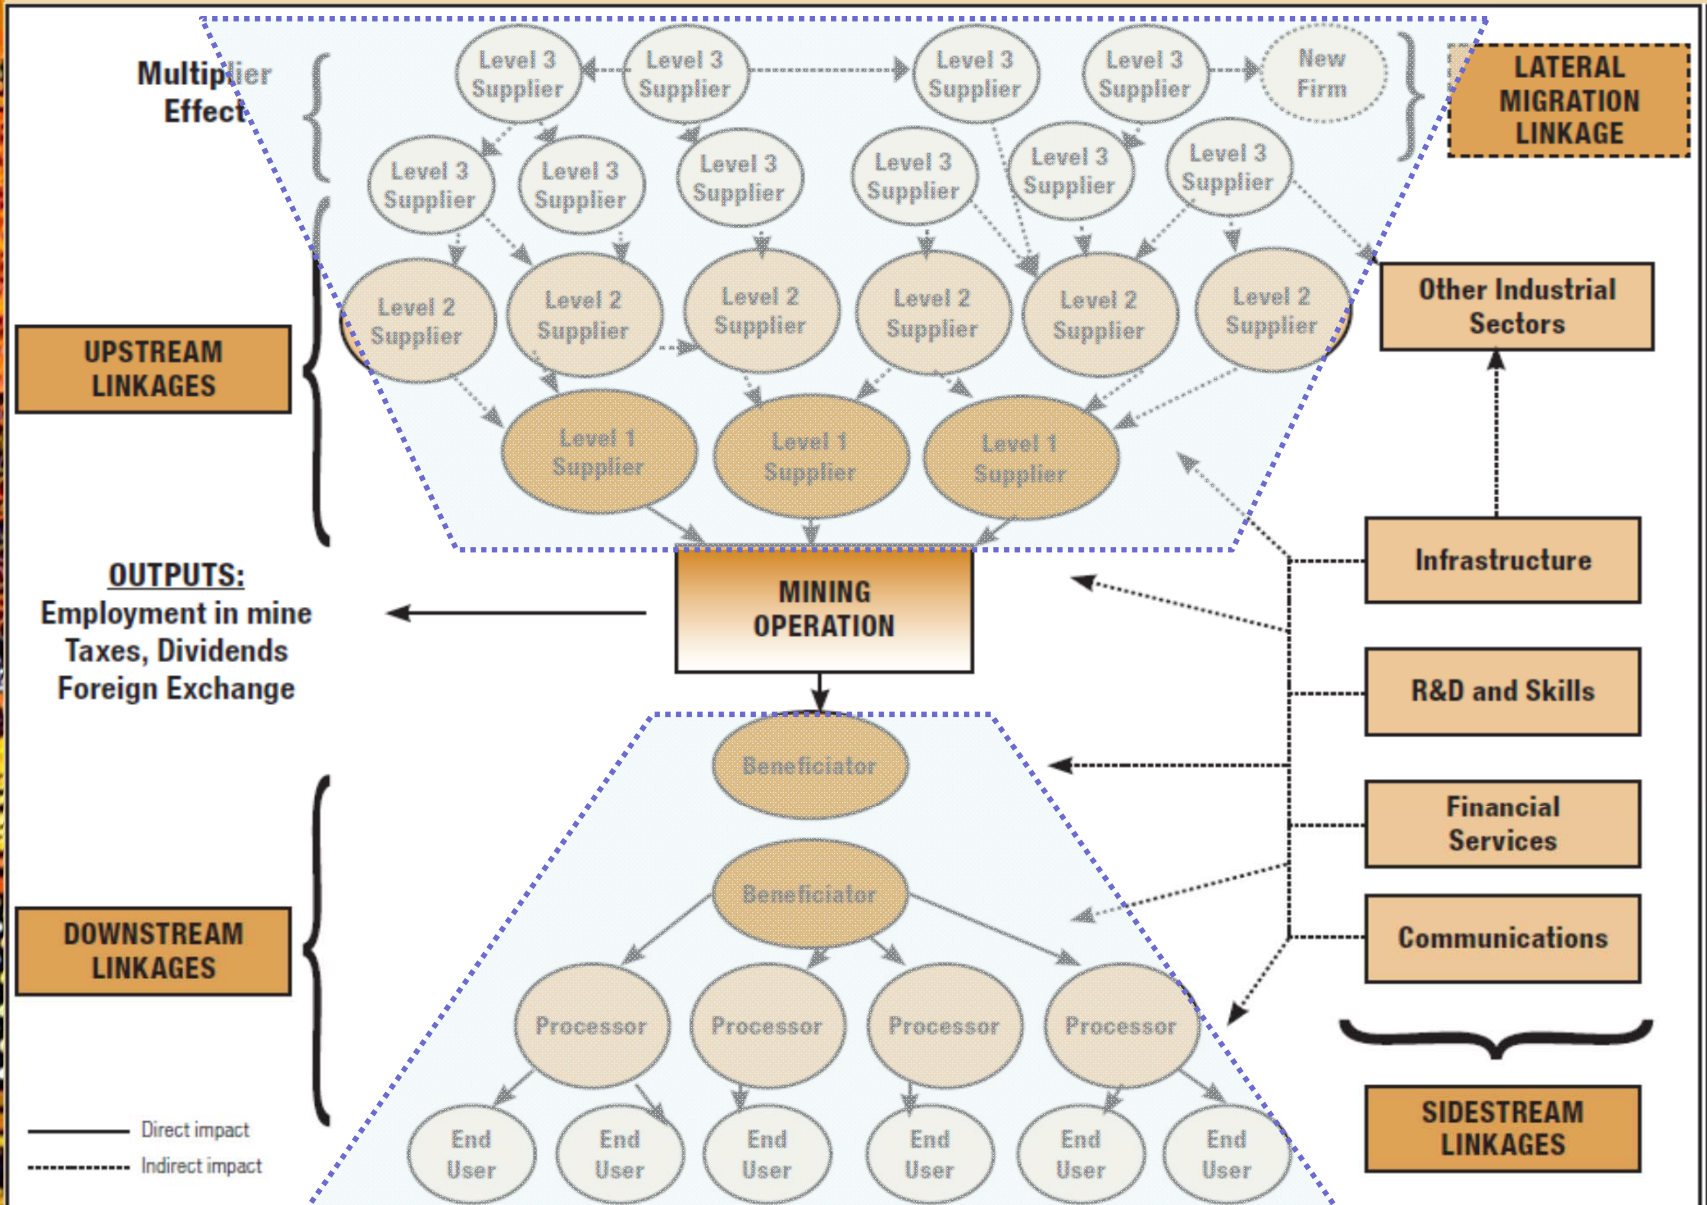 Multiplier
Effect
Level 3
Supplier
Level 3
Supplier
Level 3
Supplier
Level 3
Supplier
New
Firm
LATERAL
MIGRATION
LINKAGE
Level 3
Supplier
Level 3
Supplier
Level 3
Supplier
Level 3
Supplier
Level 3
Supplier
Level 3
Supplier
UPSTREAM
LINKAGES
Level 2
Supplier
Level 2
Supplier
Level 2
Supplier
Level 2
Supplier
Level 2
Supplier
Level 2
Supplier
Other Industrial
Sectors
Level 1
Supplier
Level 1
Supplier
Level 1
Supplier
OUTPUTS:
Employment in mine
Taxes, Dividends
Foreign Exchange
MINING
OPERATION
Infrastructure
R&D and Skills
Financial
Services
Communications
SIDESTREAM
LINKAGES
DOWNSTREAM
LINKAGES
Beneficiator
Beneficiator
Processor
Processor
Processor
Processor
End
User
End
User
End
User
End
User
End
User
End
User
Direct impact
Indirect impact